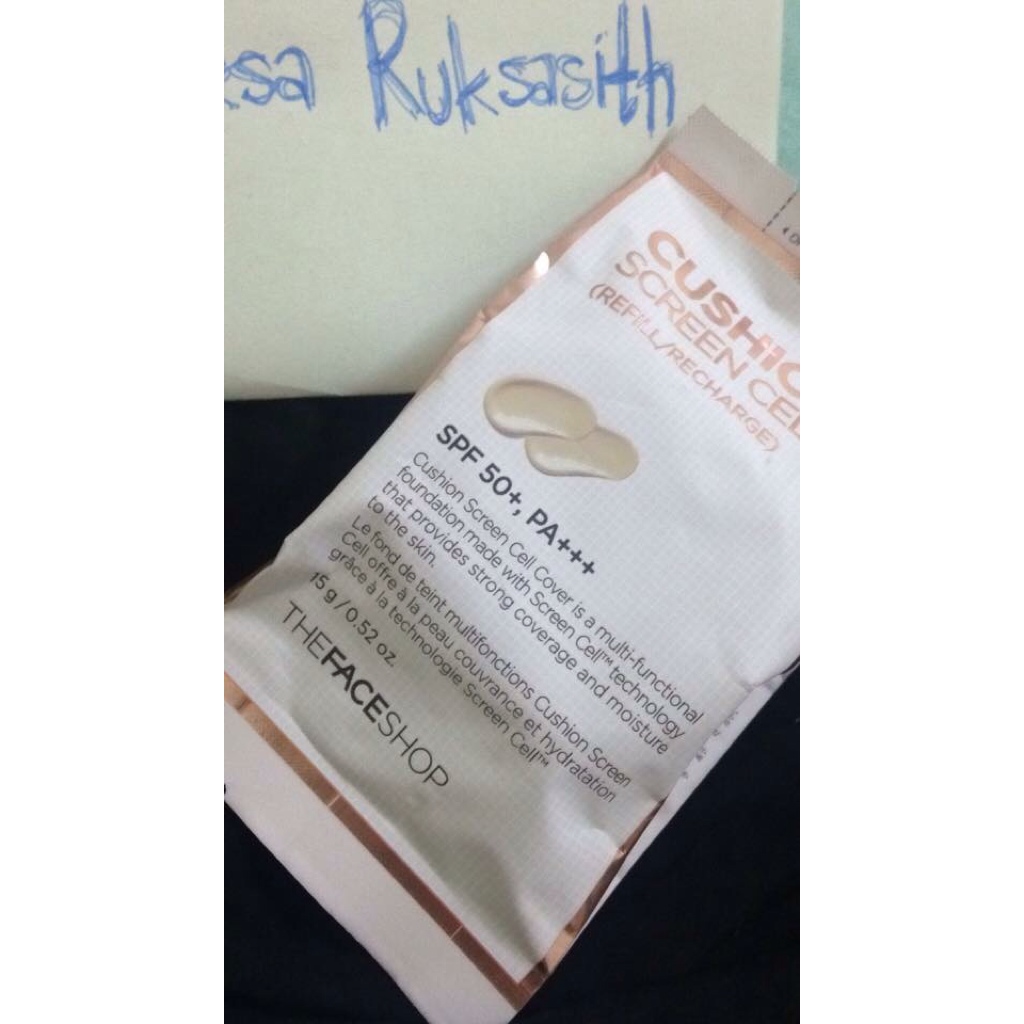 Ruksasith
CUSHIO
SCREEN CEL
(REFILL/RECHARGE)
SPF 50+, PA+++
Cushion Screen Cell Cover is a multi-functional
foundation made with Screen Cell™ technology
that provides strong coverage and moisture
to the skin.
Le fond de teint multifonctions Cushion Screen
Cell offre à la peau couvrance et hydratation
grâce à la technologie Screen Cell™
15 g / 0.52 oz.
THEFACESHOP